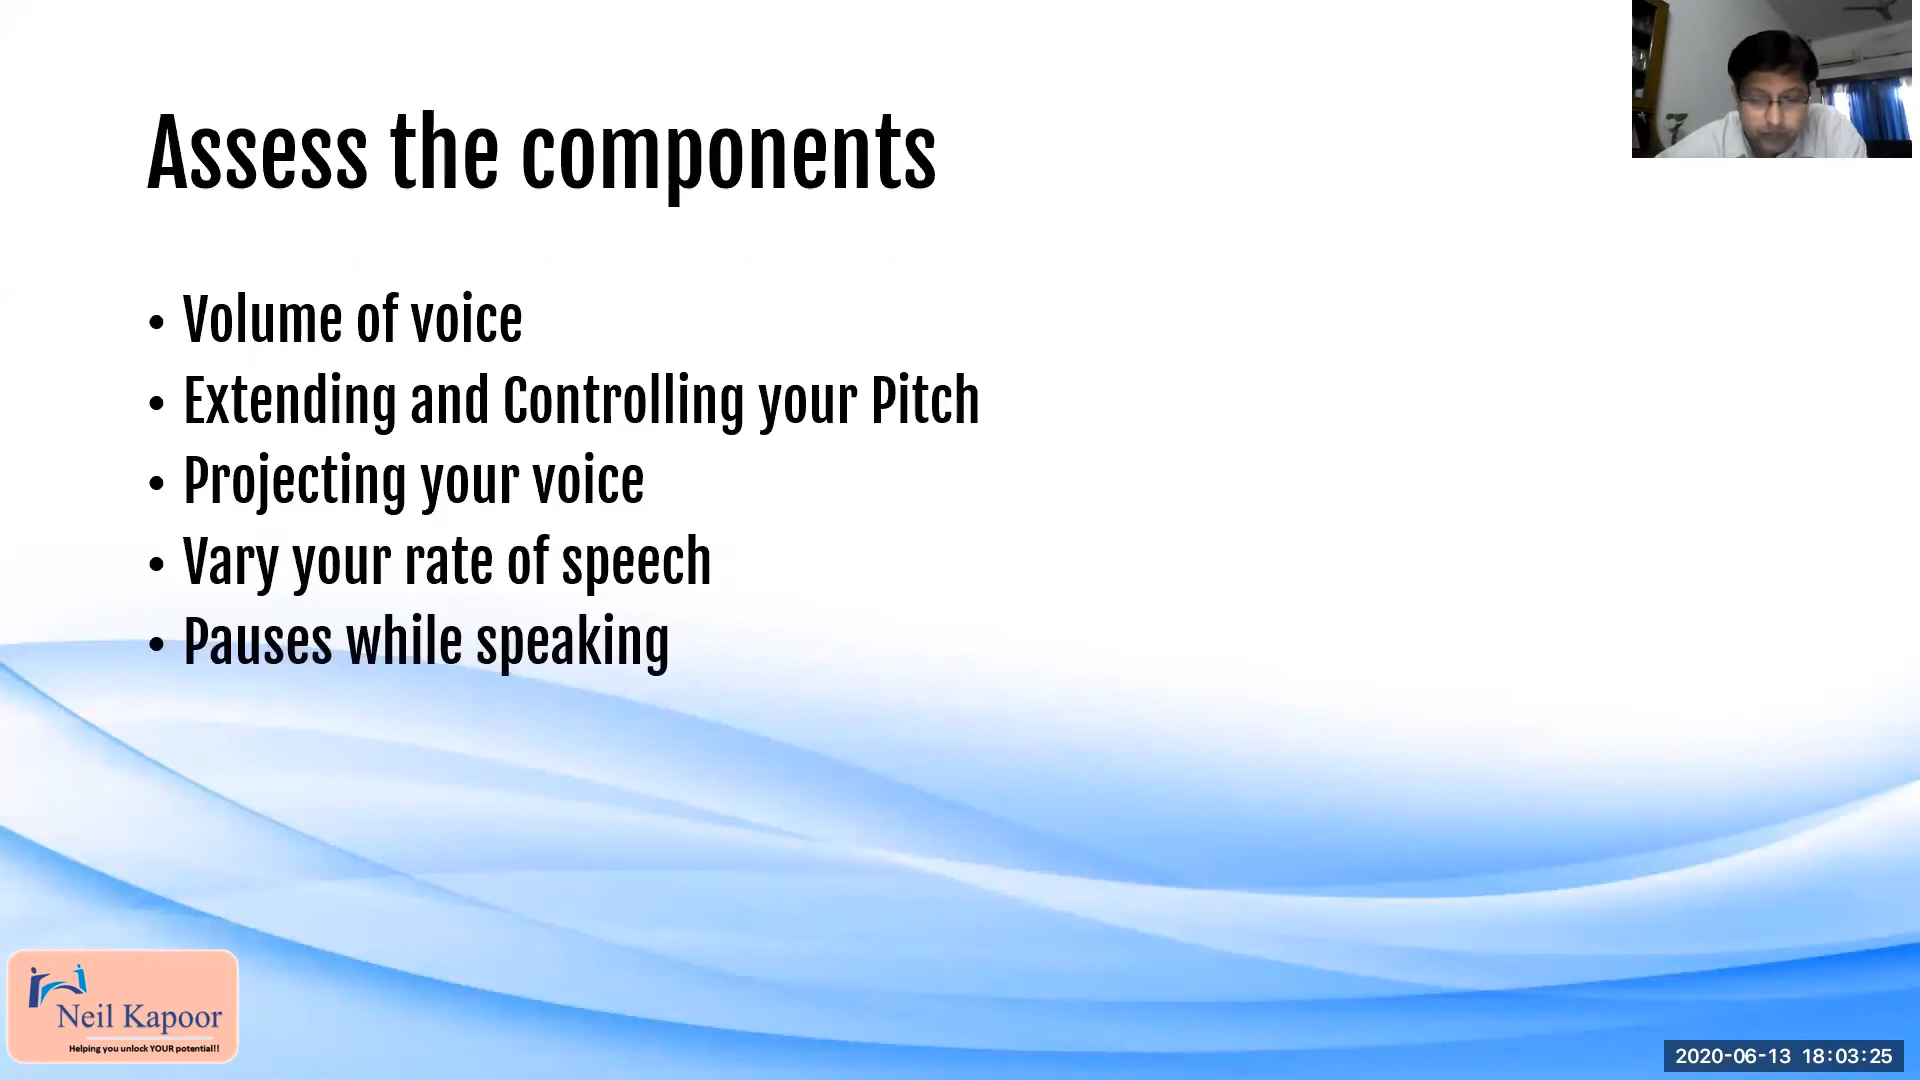 Assess the components
• Volume of voice
• Extending and Controlling your Pitch
• Projecting your voice
• Vary your rate of speech
• Pauses while speaking
Neil Kapoor
Helping you unlock YOUR potential!!
2020-06-13 18:03:25